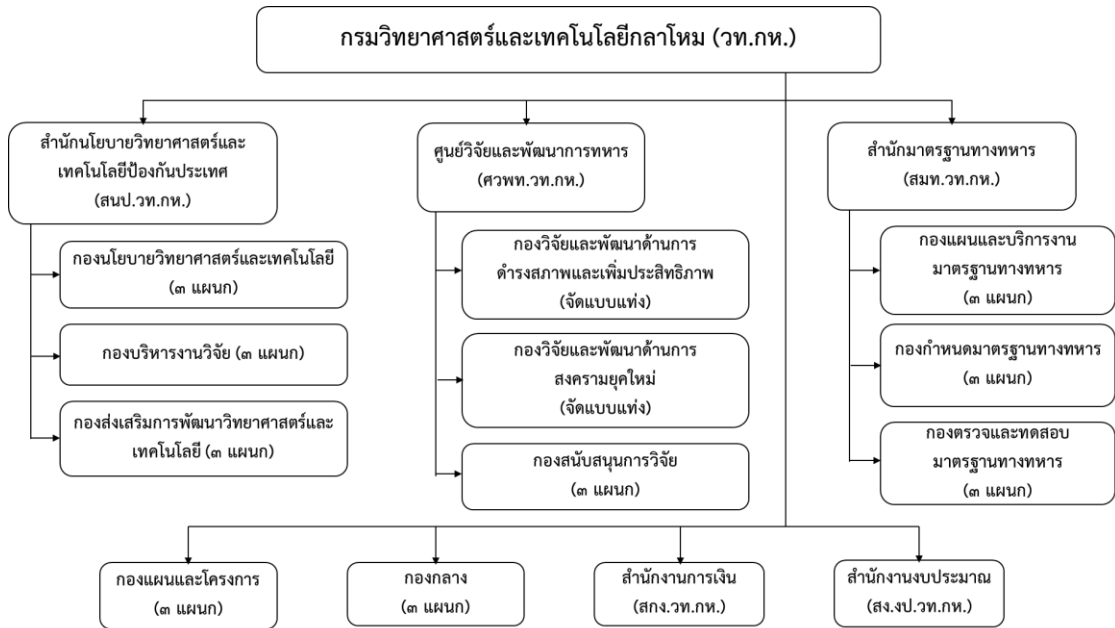 กรมวิทยาศาสตร์และเทคโนโลยีกลาโหม (วท.กห.)
สำนักนโยบายวิทยาศาสตร์และ
เทคโนโลยีป้องกันประเทศ
(สนป.วท.กห.)
กองนโยบายวิทยาศาสตร์และเทคโนโลยี
(๓ แผนก)
กองบริหารงานวิจัย (๓ แผนก)
กองส่งเสริมการพัฒนาวิทยาศาสตร์และ
เทคโนโลยี (๓ แผนก)
ศูนย์วิจัยและพัฒนาการทหาร
(ศวพท.วท.กห.)
กองวิจัยและพัฒนาด้านการ
ดำรงสภาพและเพิ่มประสิทธิภาพ
(จัดแบบแท่ง)
กองวิจัยและพัฒนาด้านการ
สงครามยุคใหม่
(จัดแบบแท่ง)
กองสนับสนุนการวิจัย
(๓ แผนก)
สำนักมาตรฐานทางทหาร
(สมท.วท.กห.)
กองแผนและบริการงาน
มาตรฐานทางทหาร
(๓ แผนก)
กองกำหนดมาตรฐานทางทหาร
(๓ แผนก)
กองตรวจและทดสอบ
มาตรฐานทางทหาร
(๓ แผนก)
กองแผนและโครงการ
(๓ แผนก)
กองกลาง
(๓ แผนก)
สำนักงานการเงิน
(สกง.วท.กห.)
สำนักงานงบประมาณ
(สง.งป.วท.กห.)